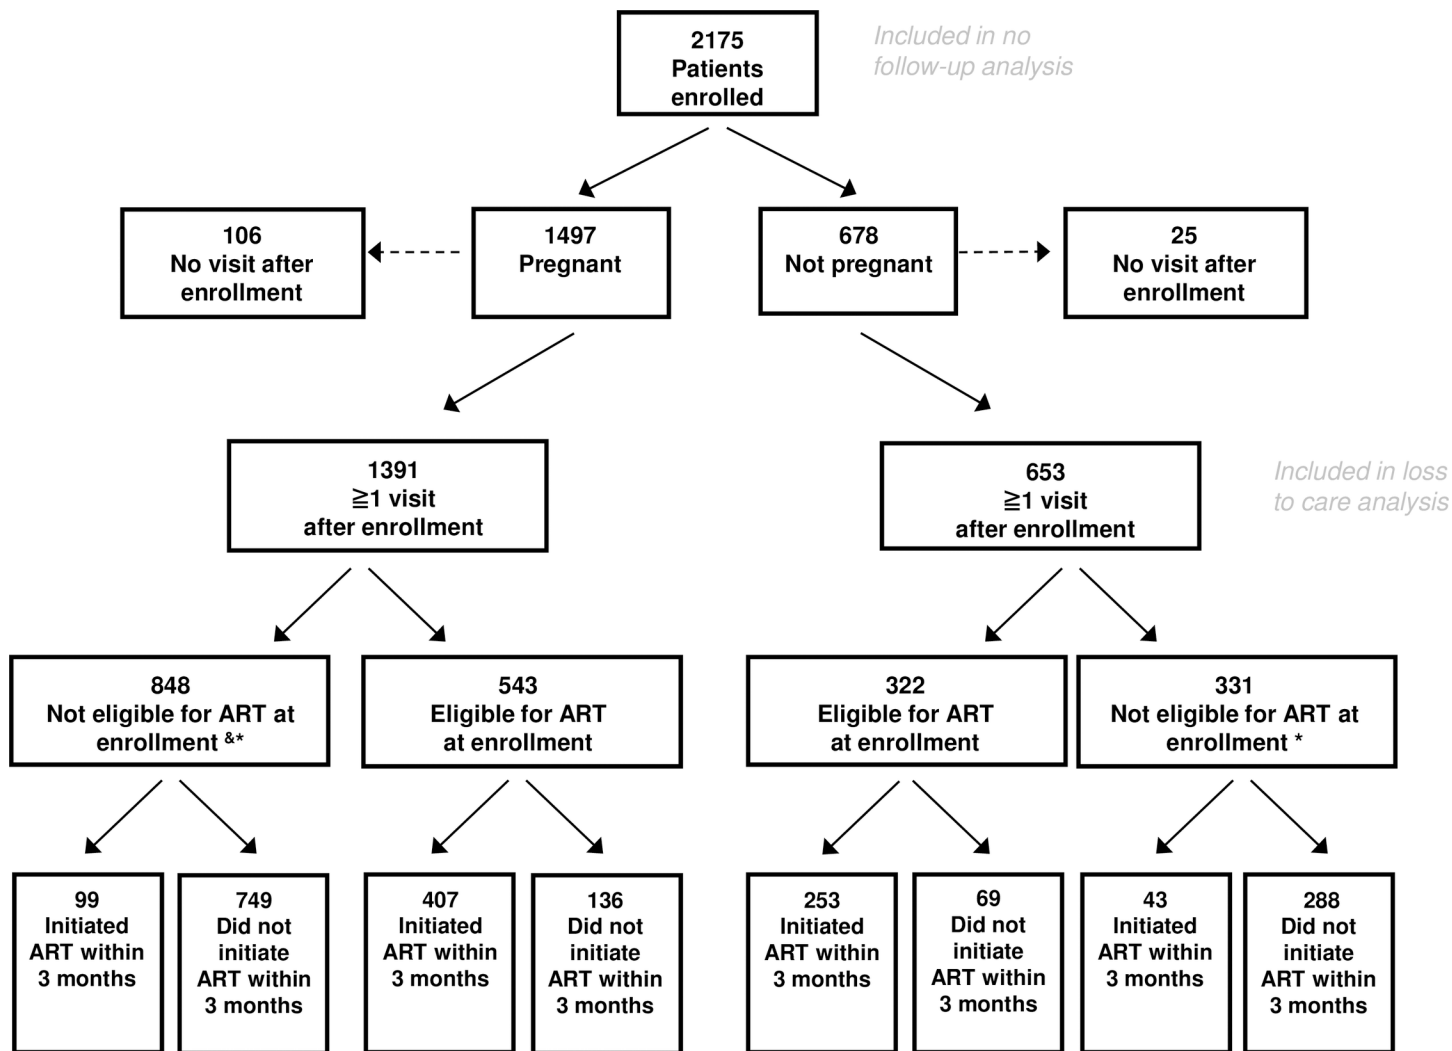 2175
Patients
enrolled
Included in no
follow-up analysis
106
No visit after
enrollment
1497
Pregnant
678
Not pregnant
25
No visit after
enrollment
1391
≧1 visit
after enrollment
653
≧1 visit
after enrollment
Included in loss
to care analysis
848
Not eligible for ART at
enrollment &*
543
Eligible for ART
at enrollment
322
Eligible for ART
at enrollment
331
Not eligible for ART at
enrollment *
99
Initiated
ART within
3 months
749
Did not
initiate
ART within
3 months
407
Initiated
ART within
3 months
136
Did not
initiate
ART within
3 months
253
Initiated
ART within
3 months
69
Did not
initiate
ART within
3 months
43
Initiated
ART within
3 months
288
Did not
initiate
ART within
3 months